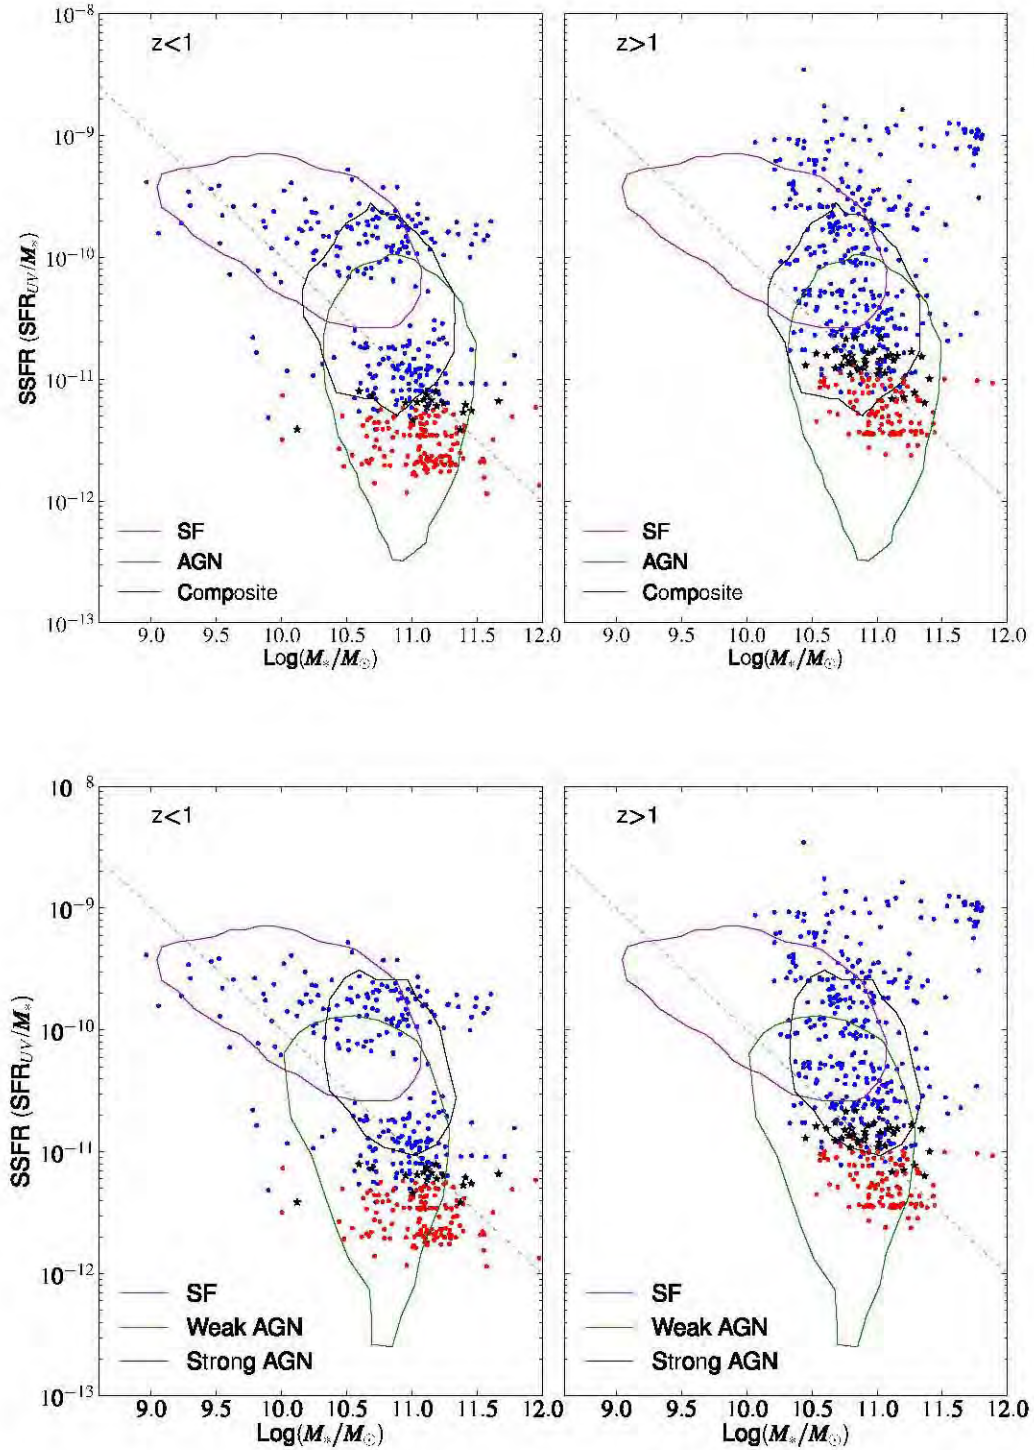 10⁻⁸
z<1
z>1
10⁻⁹
10⁻¹⁰
SSFR (SFR_UV/M_*)
10⁻¹¹
10⁻¹²
SF
SF
AGN
AGN
Composite
Composite
10⁻¹³
9.0 9.5 10.0 10.5 11.0 11.5 12.0 9.0 9.5 10.0 10.5 11.0 11.5 12.0
Log(M_*/M_☉)
Log(M_*/M_☉)
10⁻⁸
z<1
z>1
10⁻⁹
10⁻¹⁰
SSFR (SFR_UV/M_*)
10⁻¹¹
10⁻¹²
SF
SF
Weak AGN
Weak AGN
Strong AGN
Strong AGN
10⁻¹³
9.0 9.5 10.0 10.5 11.0 11.5 12.0 9.0 9.5 10.0 10.5 11.0 11.5 12.0
Log(M_*/M_☉)
Log(M_*/M_☉)